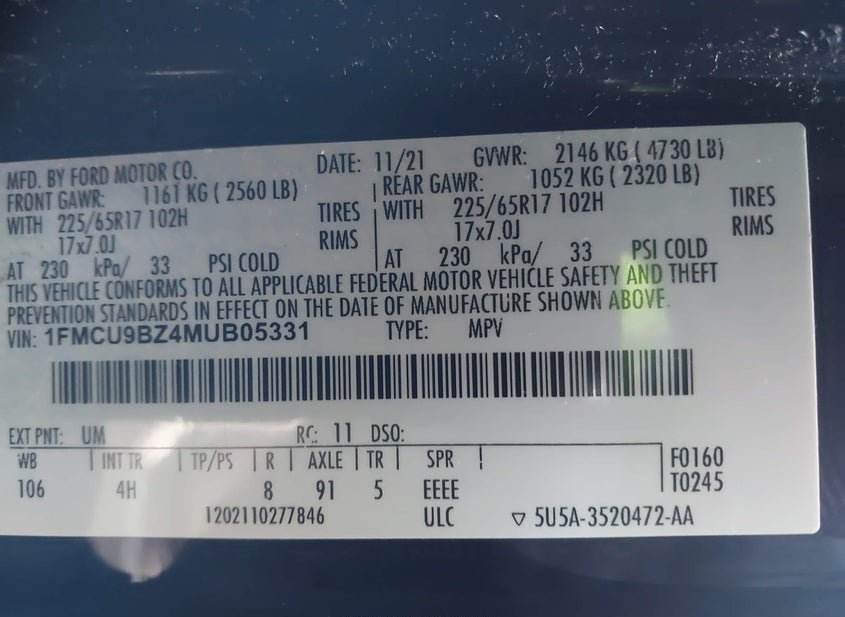 MFD. BY FORD MOTOR CO. DATE: 11/21 GVWR: 2146 KG ( 4730 LB)
FRONT GAWR: 1161 KG ( 2560 LB) REAR GAWR: 1052 KG ( 2320 LB)
WITH 225/65R17 102H TIRES WITH 225/65R17 102H TIRES
17x7.0J RIMS 17x7.0J RIMS
AT 230 kPa/ 33 PSI COLD AT 230 kPa/ 33 PSI COLD
THIS VEHICLE CONFORMS TO ALL APPLICABLE FEDERAL MOTOR VEHICLE SAFETY AND THEFT
PREVENTION STANDARDS IN EFFECT ON THE DATE OF MANUFACTURE SHOWN ABOVE.
VIN: 1FMCU9BZ4MUB05331 TYPE: MPV
EXT PNT: UM RC: 11 DSO:
WB | INT TR | TP/PS | R | AXLE | TR | SPR | F0160
106 4H 8 91 5 EEEE T0245
1202110277846 ULC ▽ 5U5A-3520472-AA